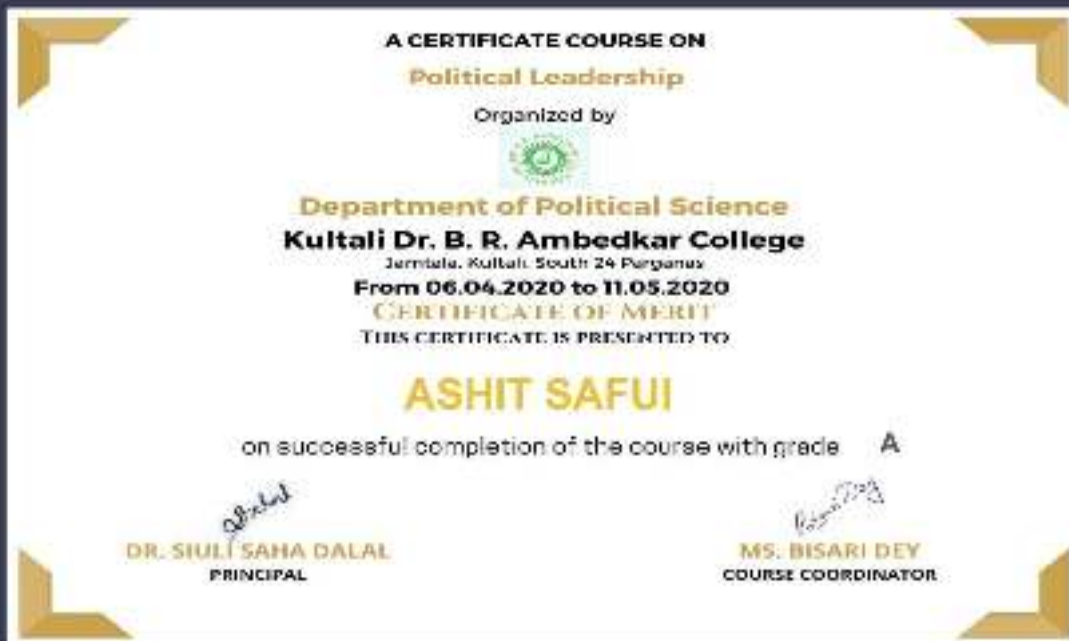 A CERTIFICATE COURSE ON
Political Leadership
Organized by
Department of Political Science
Kultali Dr. B. R. Ambedkar College
Jamtala, Kultali, South 24 Parganas
From 06.04.2020 to 11.05.2020
CERTIFICATE OF MERIT
THIS CERTIFICATE IS PRESENTED TO
ASHIT SAFUI
on successful completion of the course with grade A
DR. SIULI SAHA DALAL
PRINCIPAL
MS. BISARI DEY
COURSE COORDINATOR